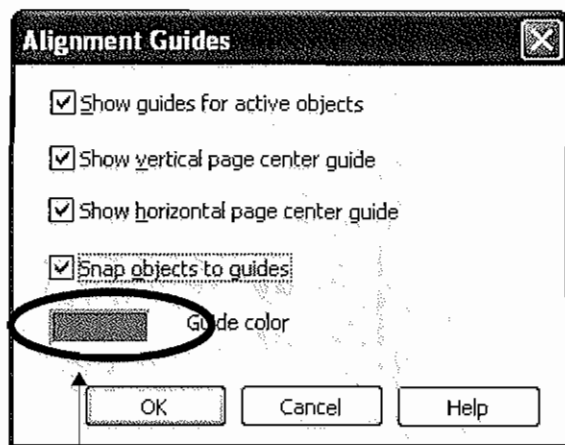 Alignment Guides
Show guides for active objects
Show vertical page center guide
Show horizontal page center guide
Snap objects to guides
Guide color
OK Cancel Help